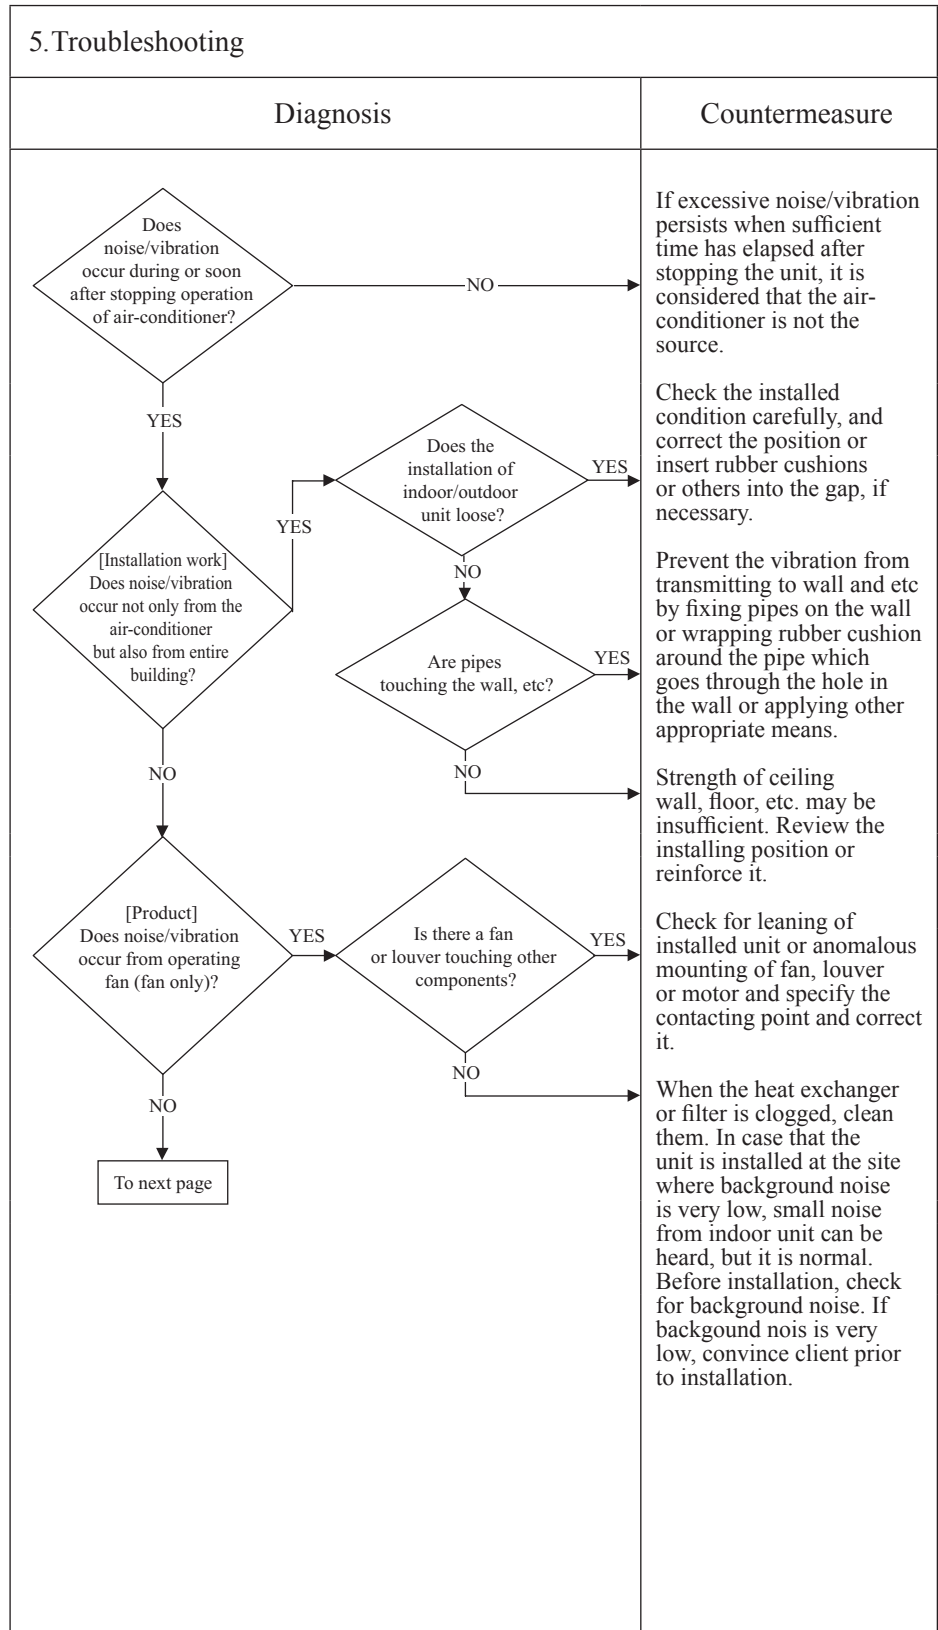 5.Troubleshooting
Diagnosis
Countermeasure
Does
noise/vibration
occur during or soon
after stopping operation
of air-conditioner?
NO
If excessive noise/vibration
persists when sufficient
time has elapsed after
stopping the unit, it is
considered that the air-
conditioner is not the
source.
YES
[Installation work]
Does noise/vibration
occur not only from the
air-conditioner
but also from entire
building?
YES
Does the
installation of
indoor/outdoor
unit loose?
YES
Check the installed
condition carefully, and
correct the position or
insert rubber cushions
or others into the gap, if
necessary.
NO
Are pipes
touching the wall, etc?
YES
Prevent the vibration from
transmitting to wall and etc
by fixing pipes on the wall
or wrapping rubber cushion
around the pipe which
goes through the hole in
the wall or applying other
appropriate means.
NO
Strength of ceiling
wall, floor, etc. may be
insufficient. Review the
installing position or
reinforce it.
NO
[Product]
Does noise/vibration
occur from operating
fan (fan only)?
YES
Is there a fan
or louver touching other
components?
YES
Check for leaning of
installed unit or anomalous
mounting of fan, louver
or motor and specify the
contacting point and correct
it.
NO
When the heat exchanger
or filter is clogged, clean
them. In case that the
unit is installed at the site
where background noise
is very low, small noise
from indoor unit can be
heard, but it is normal.
Before installation, check
for background noise. If
backgound nois is very
low, convince client prior
to installation.
NO
To next page